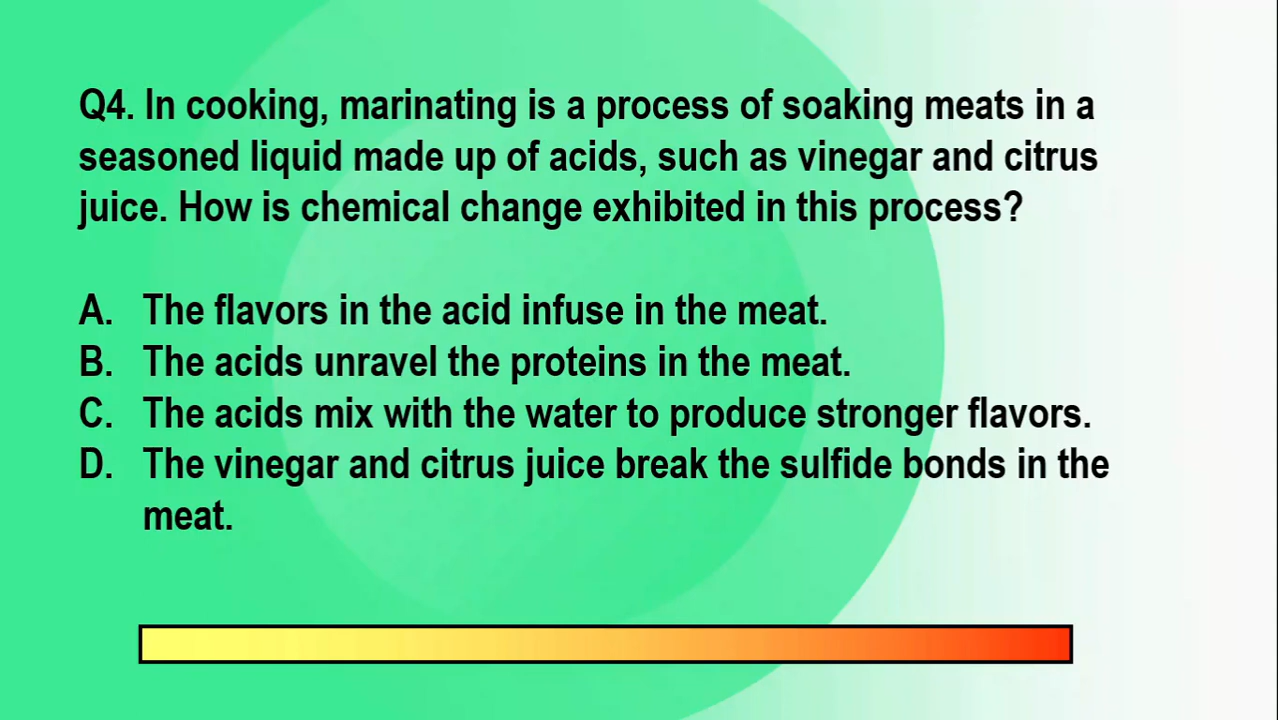 Q4. In cooking, marinating is a process of soaking meats in a
seasoned liquid made up of acids, such as vinegar and citrus
juice. How is chemical change exhibited in this process?
A. The flavors in the acid infuse in the meat.
B. The acids unravel the proteins in the meat.
C. The acids mix with the water to produce stronger flavors.
D. The vinegar and citrus juice break the sulfide bonds in the
meat.